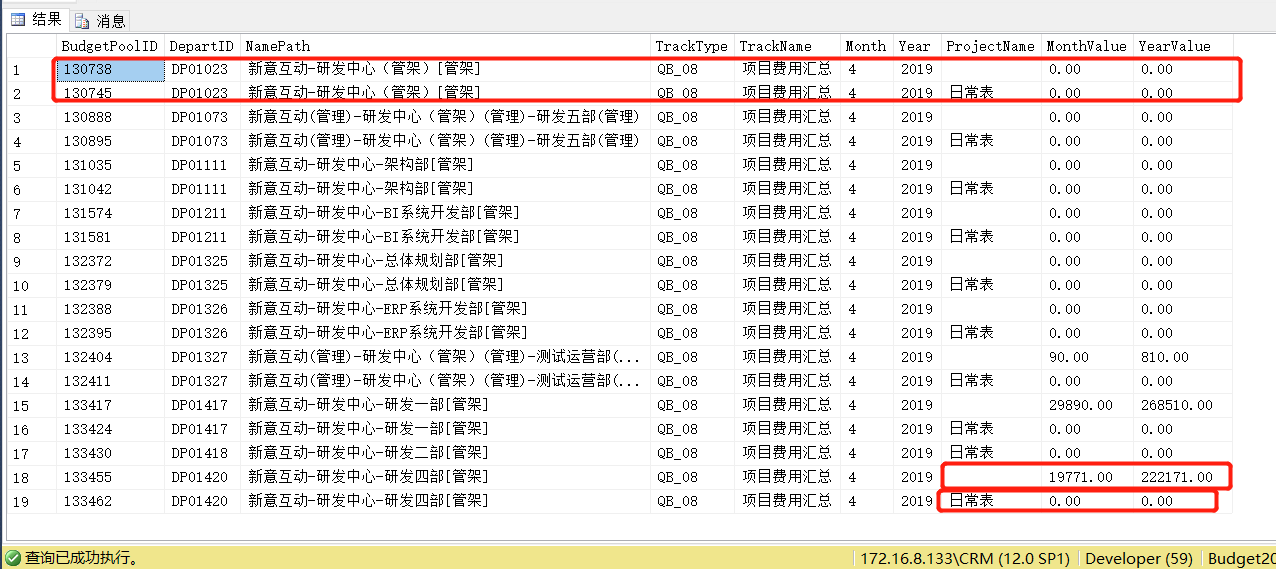 结果 消息
BudgetPoolID DepartID NamePath TrackType TrackName Month Year ProjectName MonthValue YearValue
1 130738 DP01023 新意互动-研发中心（管架）[管架] QB_08 项目费用汇总 4 2019 0.00 0.00
2 130745 DP01023 新意互动-研发中心（管架）[管架] QB_08 项目费用汇总 4 2019 日常表 0.00 0.00
3 130888 DP01073 新意互动(管理)-研发中心（管架）(管理)-研发五部(管理) QB_08 项目费用汇总 4 2019 0.00 0.00
4 130895 DP01073 新意互动(管理)-研发中心（管架）(管理)-研发五部(管理) QB_08 项目费用汇总 4 2019 日常表 0.00 0.00
5 131035 DP01111 新意互动-研发中心-架构部[管架] QB_08 项目费用汇总 4 2019 0.00 0.00
6 131042 DP01111 新意互动-研发中心-架构部[管架] QB_08 项目费用汇总 4 2019 日常表 0.00 0.00
7 131574 DP01211 新意互动-研发中心-BI系统开发部[管架] QB_08 项目费用汇总 4 2019 0.00 0.00
8 131581 DP01211 新意互动-研发中心-BI系统开发部[管架] QB_08 项目费用汇总 4 2019 日常表 0.00 0.00
9 132372 DP01325 新意互动-研发中心-总体规划部[管架] QB_08 项目费用汇总 4 2019 0.00 0.00
10 132379 DP01325 新意互动-研发中心-总体规划部[管架] QB_08 项目费用汇总 4 2019 日常表 0.00 0.00
11 132388 DP01326 新意互动-研发中心-ERP系统开发部[管架] QB_08 项目费用汇总 4 2019 0.00 0.00
12 132395 DP01326 新意互动-研发中心-ERP系统开发部[管架] QB_08 项目费用汇总 4 2019 日常表 0.00 0.00
13 132404 DP01327 新意互动(管理)-研发中心（管架）(管理)-测试运营部(... QB_08 项目费用汇总 4 2019 90.00 810.00
14 132411 DP01327 新意互动(管理)-研发中心（管架）(管理)-测试运营部(... QB_08 项目费用汇总 4 2019 日常表 0.00 0.00
15 133417 DP01417 新意互动-研发中心-研发一部[管架] QB_08 项目费用汇总 4 2019 29890.00 268510.00
16 133424 DP01417 新意互动-研发中心-研发一部[管架] QB_08 项目费用汇总 4 2019 日常表 0.00 0.00
17 133430 DP01418 新意互动-研发中心-研发二部[管架] QB_08 项目费用汇总 4 2019 日常表 0.00 0.00
18 133455 DP01420 新意互动-研发中心-研发四部[管架] QB_08 项目费用汇总 4 2019 19771.00 222171.00
19 133462 DP01420 新意互动-研发中心-研发四部[管架] QB_08 项目费用汇总 4 2019 日常表 0.00 0.00
查询已成功执行。 172.16.8.133\CRM (12.0 SP1) Developer (59) Budget20